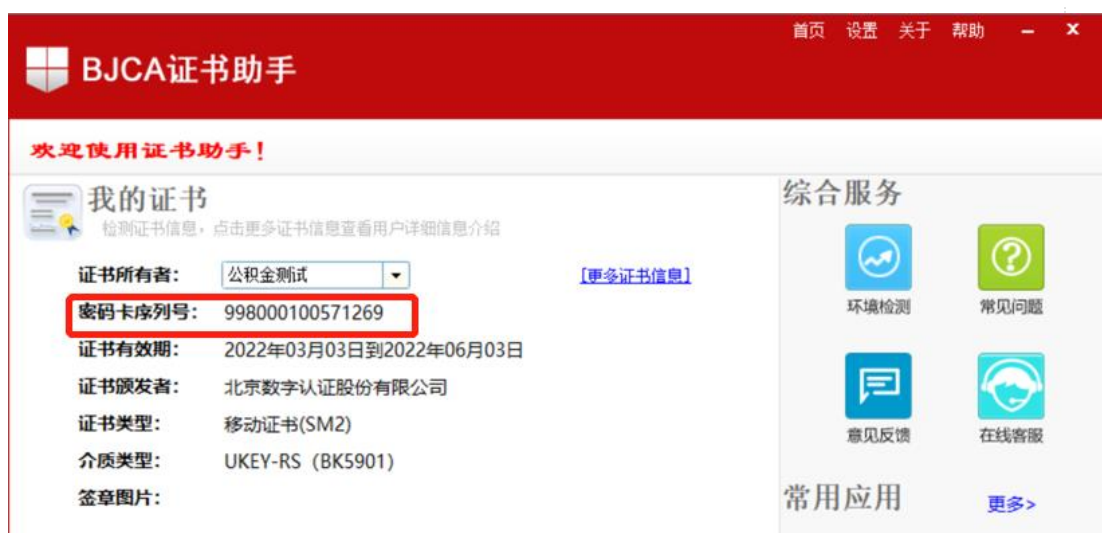 首页 设置 关于 帮助
BJCA证书助手
欢迎使用证书助手!
我的证书
检测证书信息，点击更多证书信息查看用户详细信息介绍
证书所有者： 公积金测试 [更多证书信息]
密码卡序列号： 998000100571269
证书有效期： 2022年03月03日到2022年06月03日
证书颁发者： 北京数字认证股份有限公司
证书类型： 移动证书(SM2)
介质类型： UKEY-RS（BK5901）
签章图片：
综合服务
环境检测 常见问题
意见反馈 在线客服
常用应用 更多>